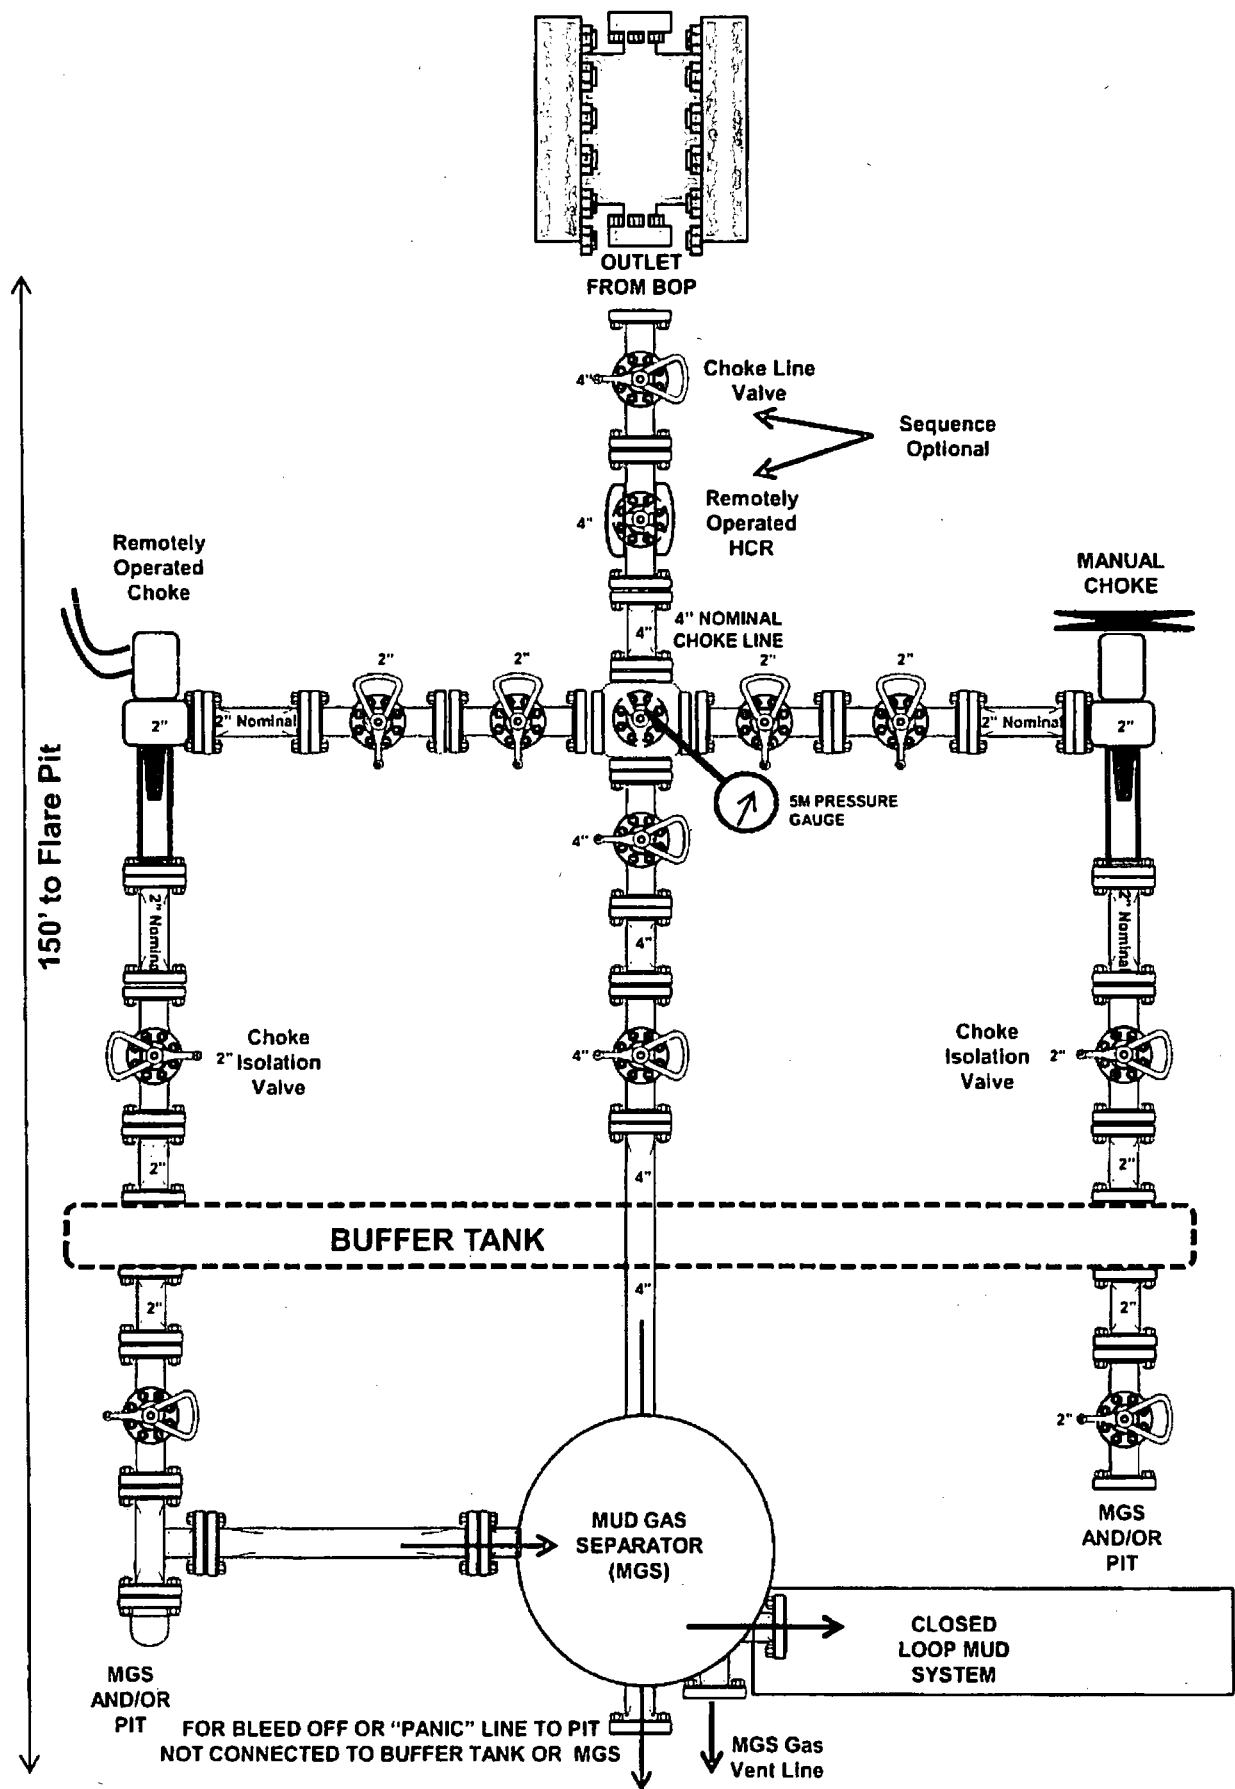 OUTLET
FROM BOP
4"
Choke Line
Valve
Sequence
Optional
4"
Remotely
Operated
HCR
Remotely
Operated
Choke
MANUAL
CHOKE
4"
4" NOMINAL
CHOKE LINE
2"
2"
2"
2"
2"
2" Nominal
2" Nominal
2"
5M PRESSURE
GAUGE
4"
150' to Flare Pit
2" Nominal
4"
2" Nominal
Choke
2" Isolation
Valve
4"
Choke
Isolation
Valve
2"
2"
4"
2"
BUFFER TANK
2"
4"
2"
2"
MUD GAS
SEPARATOR
(MGS)
MGS
AND/OR
PIT
CLOSED
LOOP MUD
SYSTEM
MGS
AND/OR
PIT
FOR BLEED OFF OR "PANIC" LINE TO PIT
NOT CONNECTED TO BUFFER TANK OR MGS
MGS Gas
Vent Line